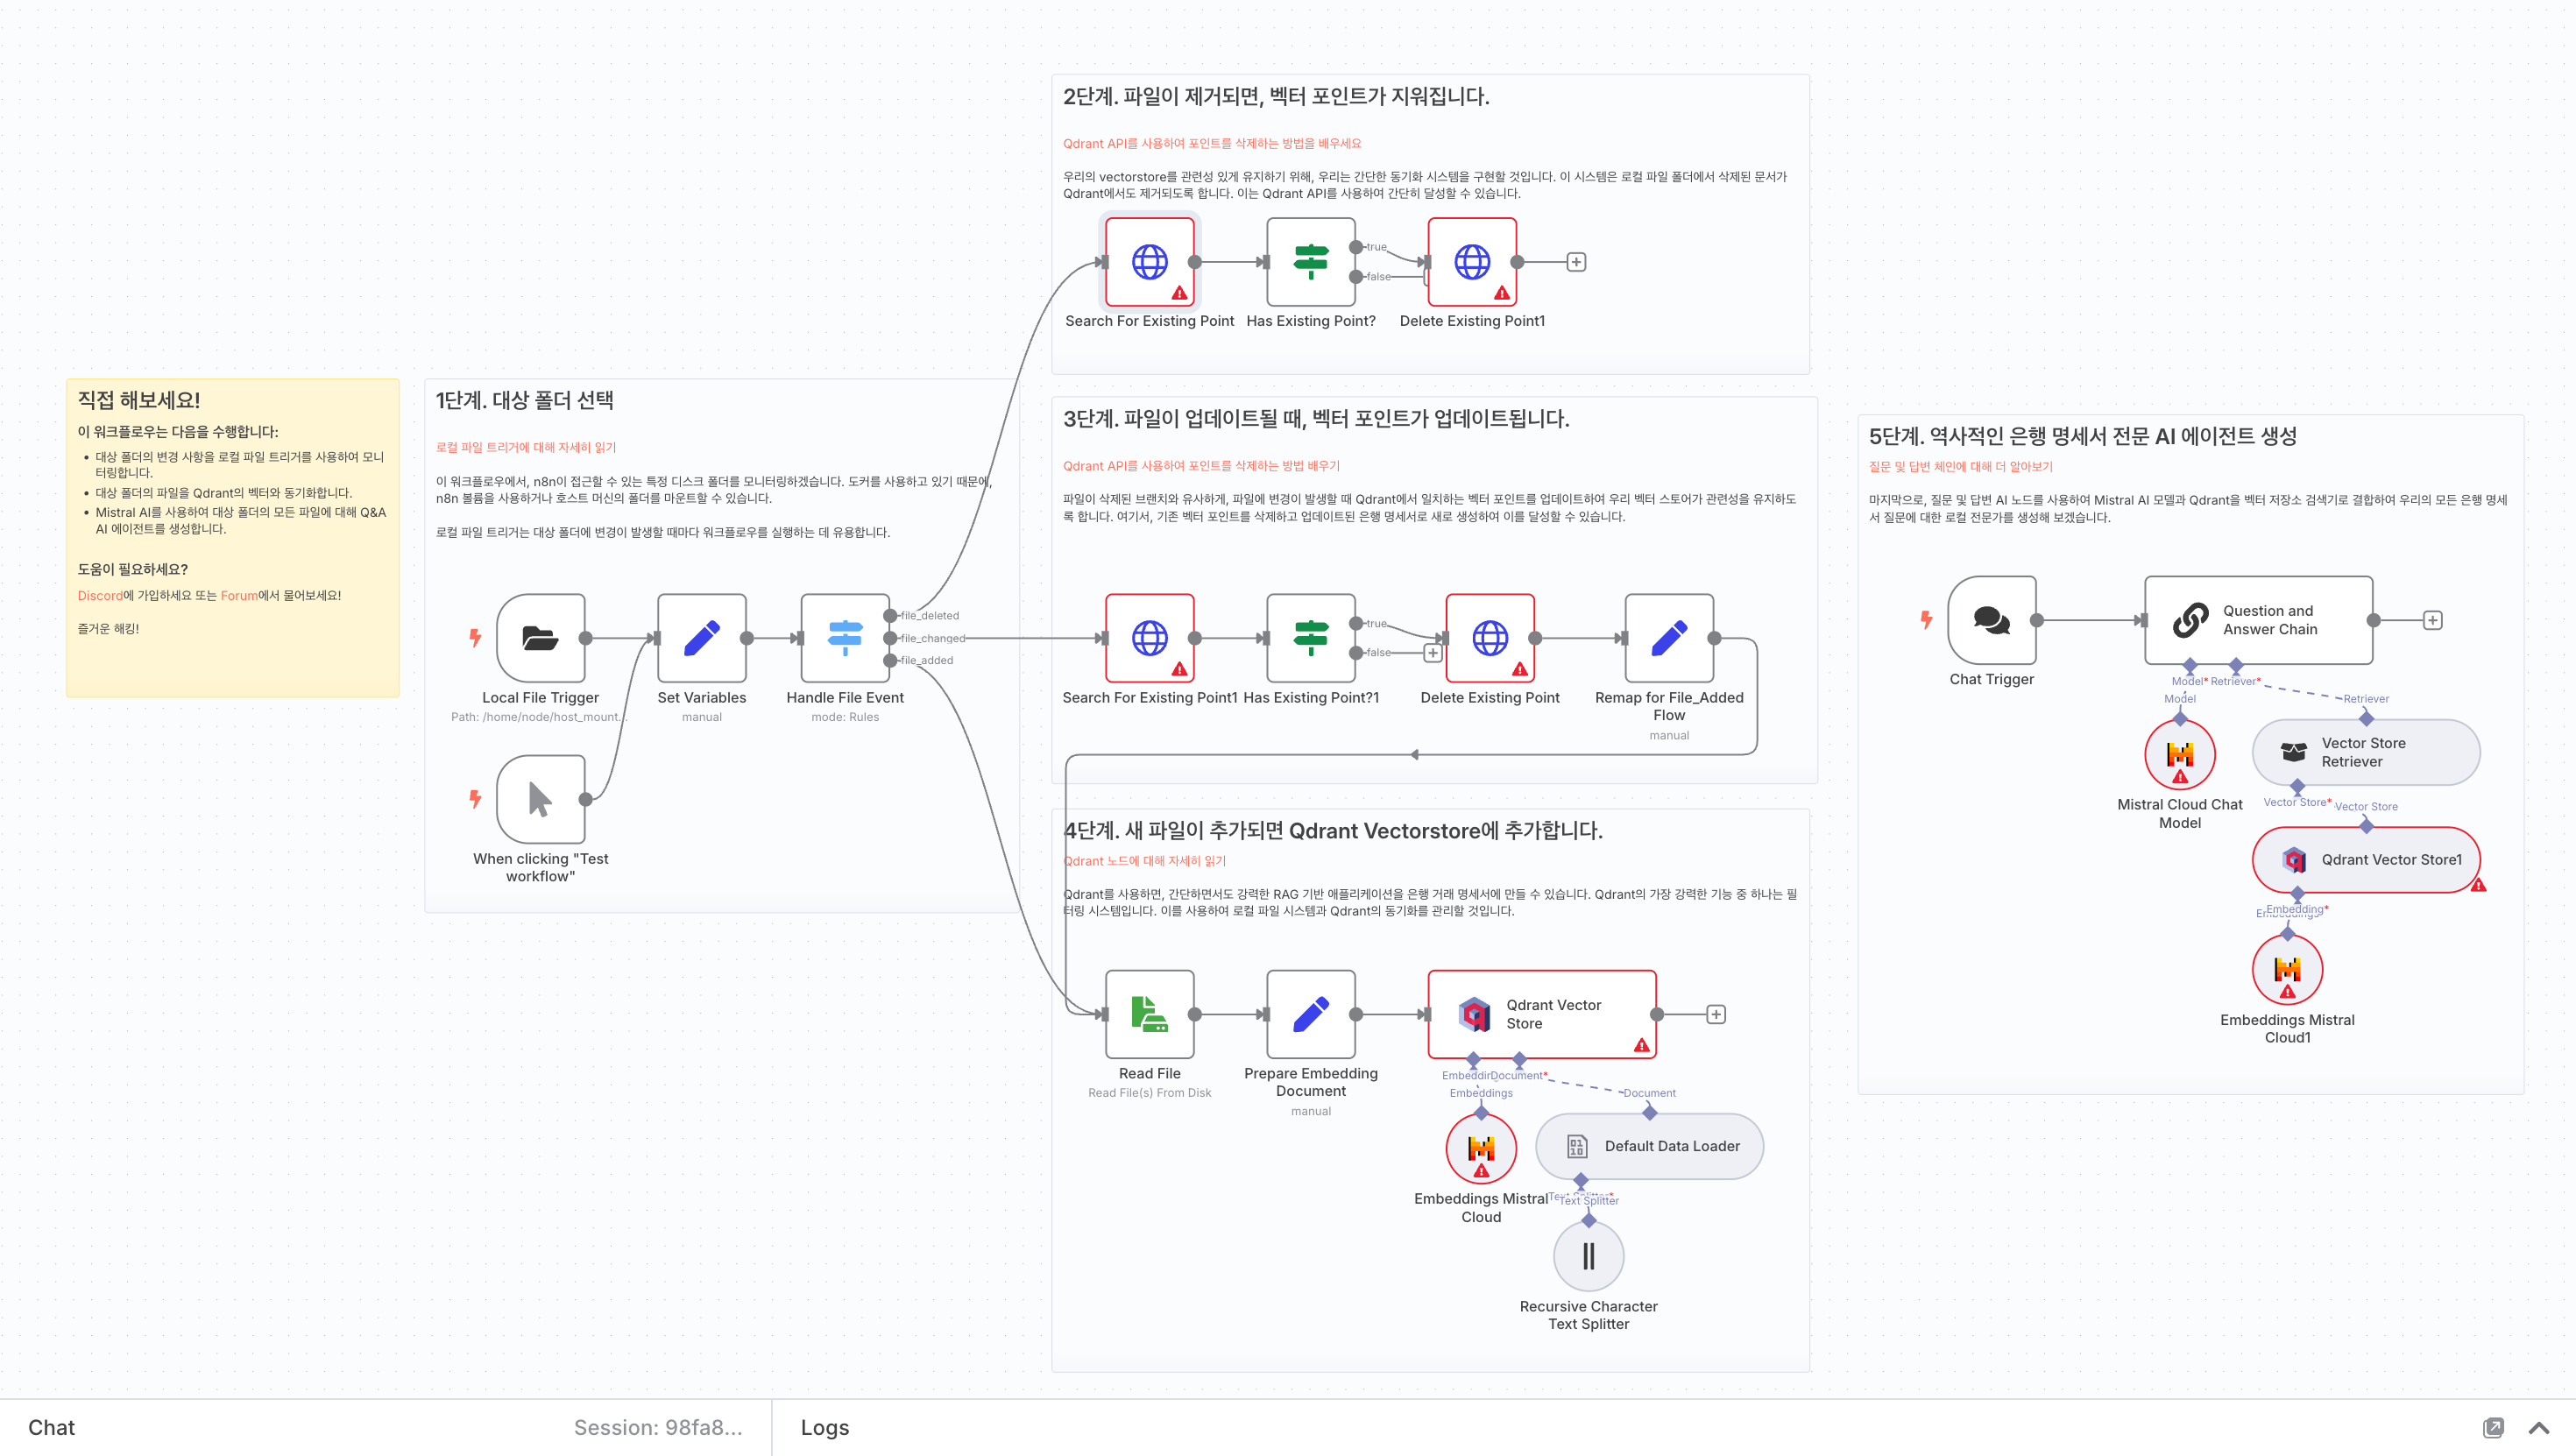 직접 해보세요!
이 워크플로우는 다음을 수행합니다:
대상 폴더의 변경 사항을 로컬 파일 트리거를 사용하여 모니
터링합니다.
대상 폴더의 파일을 Qdrant의 벡터와 동기화합니다.
Mistral AI를 사용하여 대상 폴더의 모든 파일에 대해 Q&A
AI 에이전트를 생성합니다.
도움이 필요하세요?
Discord에 가입하세요 또는 Forum에서 물어보세요!
즐거운 해킹!
1단계. 대상 폴더 선택
로컬 파일 트리거에 대해 자세히 읽기
이 워크플로우에서, n8n이 접근할 수 있는 특정 디스크 폴더를 모니터링하겠습니다. 도커를 사용하고 있기 때문에,
n8n 볼륨을 사용하거나 호스트 머신의 폴더를 마운트할 수 있습니다.
로컬 파일 트리거는 대상 폴더에 변경이 발생할 때마다 워크플로우를 실행하는 데 유용합니다.
Local File Trigger
Path: /home/node/host_mount...
Set Variables
manual
Handle File Event
mode: Rules
file_deleted
file_changed
file_added
When clicking "Test
workflow"
2단계. 파일이 제거되면, 벡터 포인트가 지워집니다.
Qdrant API를 사용하여 포인트를 삭제하는 방법을 배우세요
우리의 vectorstore를 관련성 있게 유지하기 위해, 우리는 간단한 동기화 시스템을 구현할 것입니다. 이 시스템은 로컬 파일 폴더에서 삭제된 문서가
Qdrant에서도 제거되도록 합니다. 이는 Qdrant API를 사용하여 간단히 달성할 수 있습니다.
true
false
Search For Existing Point
Has Existing Point?
Delete Existing Point1
3단계. 파일이 업데이트될 때, 벡터 포인트가 업데이트됩니다.
Qdrant API를 사용하여 포인트를 삭제하는 방법 배우기
파일이 삭제된 브랜치와 유사하게, 파일에 변경이 발생할 때 Qdrant에서 일치하는 벡터 포인트를 업데이트하여 우리 벡터 스토어가 관련성을 유지하도
록 합니다. 여기서, 기존 벡터 포인트를 삭제하고 업데이트된 은행 명세서로 새로 생성하여 이를 달성할 수 있습니다.
true
false
Search For Existing Point1
Has Existing Point?1
Delete Existing Point
Remap for File_Added
Flow
manual
4단계. 새 파일이 추가되면 Qdrant Vectorstore에 추가합니다.
Qdrant 노드에 대해 자세히 읽기
Qdrant를 사용하면, 간단하면서도 강력한 RAG 기반 애플리케이션을 은행 거래 명세서에 만들 수 있습니다. Qdrant의 가장 강력한 기능 중 하나는 필
터링 시스템입니다. 이를 사용하여 로컬 파일 시스템과 Qdrant의 동기화를 관리할 것입니다.
Read File
Read File(s) From Disk
Prepare Embedding
Document
manual
Qdrant Vector
Store
Document*
Embeddings
Document
Embeddings Mistral
Cloud
Default Data Loader
Text Splitter
Recursive Character
Text Splitter
5단계. 역사적인 은행 명세서 전문 AI 에이전트 생성
질문 및 답변 체인에 대해 더 알아보기
마지막으로, 질문 및 답변 AI 노드를 사용하여 Mistral AI 모델과 Qdrant을 벡터 저장소 검색기로 결합하여 우리의 모든 은행 명세
서 질문에 대한 로컬 전문가를 생성해 보겠습니다.
Chat Trigger
Question and
Answer Chain
Model*
Retriever*
Model
Retriever
Mistral Cloud Chat
Model
Vector Store
Retriever
Vector Store*
Vector Store
Qdrant Vector Store1
Embedding*
Embeddings Mistral
Cloud1
Chat
Session: 98fa8...
Logs